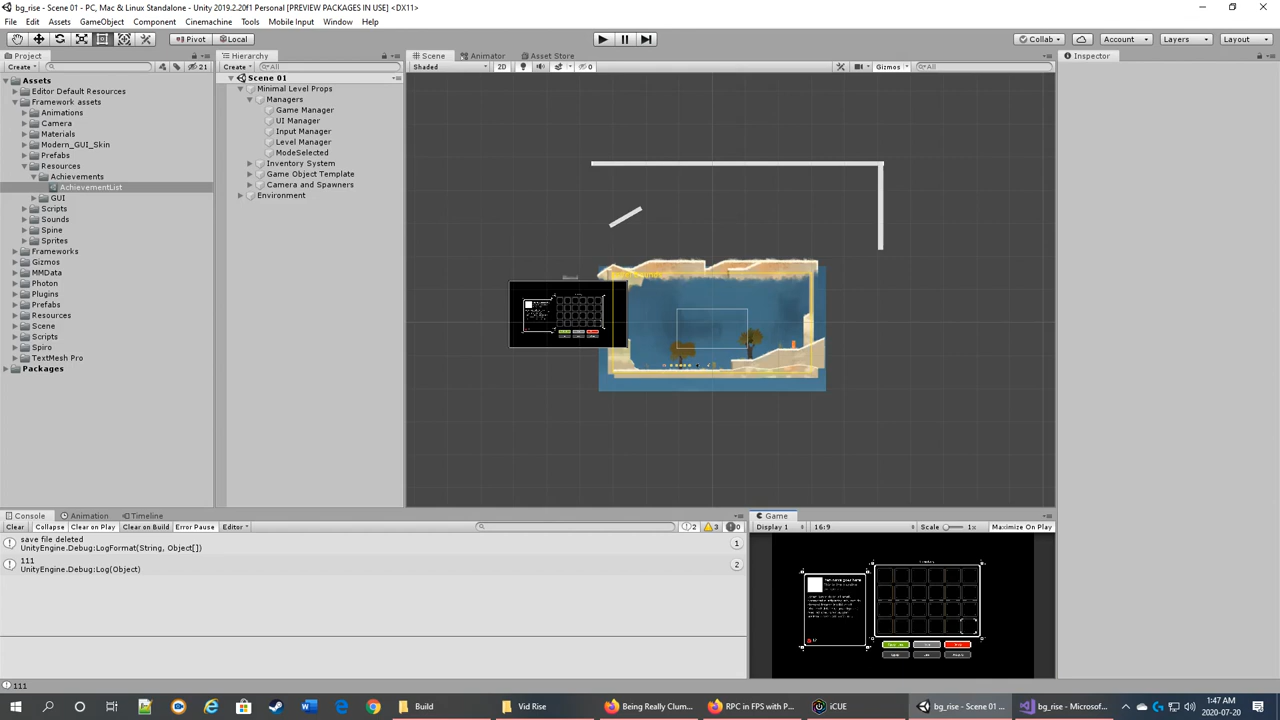 bg_rise - Scene 01 - PC, Mac & Linux Standalone - Unity 2019.2.20f1 Personal [PREVIEW PACKAGES IN USE] <DX11>
File Edit Assets GameObject Component Cinemachine Tools Mobile Input Window Help
Pivot Local Collab Account Layers Layout
Project Hierarchy Scene Animator Asset Store Inspector
Create 21 Create All Shaded 2D 0 Gizmos All
Assets
Editor Default Resources
Framework assets
Animations
Camera
Materials
Modern_GUI_Skin
Prefabs
Resources
Achievements
AchievementList
GUI
Scripts
Sounds
Spine
Sprites
Frameworks
Gizmos
MMData
Photon
Plugins
Prefabs
Resources
Scene
Scripts
Spiro
TextMesh Pro
Packages
Scene 01
Minimal Level Props
Managers
Game Manager
UI Manager
Input Manager
Level Manager
ModeSelected
Inventory System
Game Object Template
Camera and Spawners
Environment
Console Animation Timeline
Clear Collapse Clear on Play Clear on Build Error Pause Editor 2 3 0
save file deleted
UnityEngine.Debug:LogFormat(String, Object[])
1
111
UnityEngine.Debug:Log(Object)
2
Game
Display 1 16:9 Scale 1x Maximize On Play
111
Build Vid Rise Being Really Clum... RPC in FPS with P... iCUE bg_rise - Scene 01 ... bg_rise - Microsof...
1:47 AM
2020-07-20